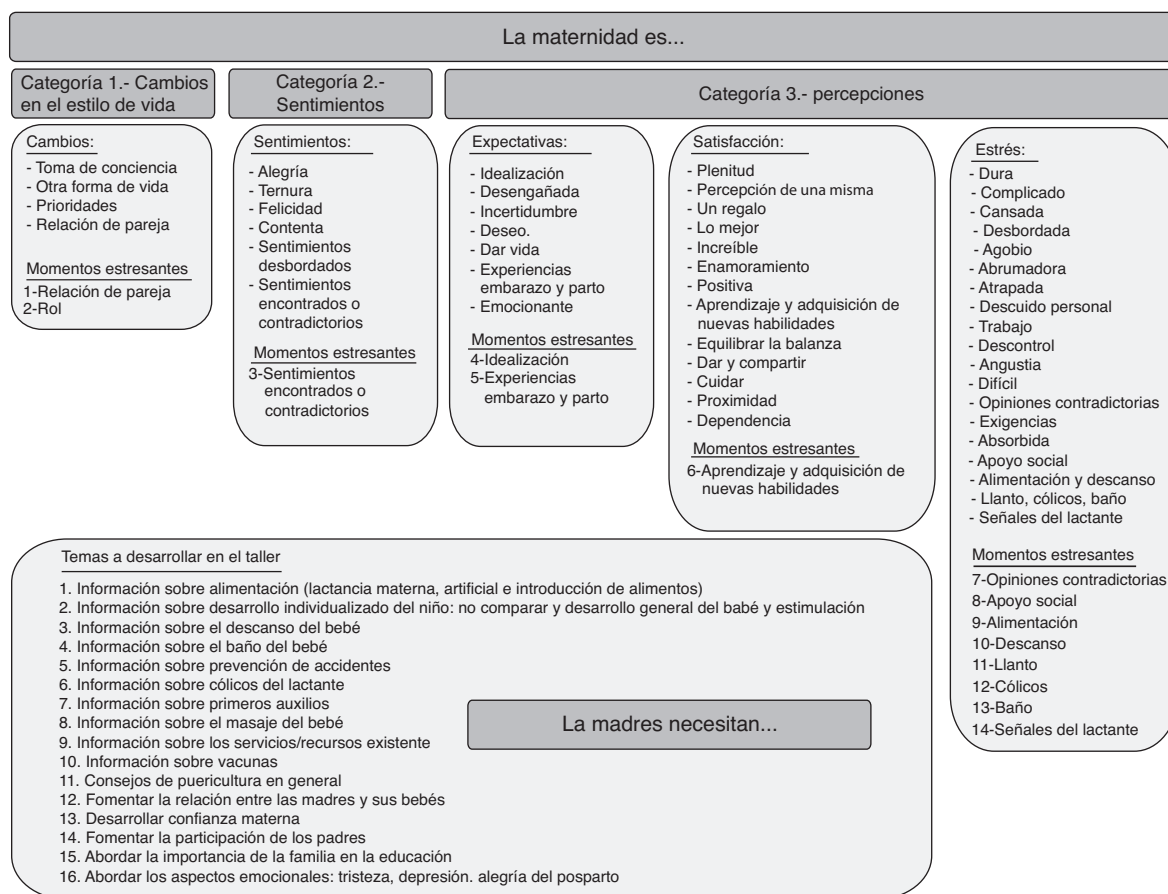 La maternidad es...
Categoría 1.- Cambios
en el estilo de vida
Cambios:
- Toma de conciencia
- Otra forma de vida
- Prioridades
- Relación de pareja
Momentos estresantes
1-Relación de pareja
2-Rol
Categoría 2.-
Sentimientos
Sentimientos:
- Alegría
- Ternura
- Felicidad
- Contenta
- Sentimientos
desbordados
- Sentimientos
encontrados o
contradictorios
Momentos estresantes
3-Sentimientos
encontrados o
contradictorios
Categoría 3.- percepciones
Expectativas:
- Idealización
- Desengañada
- Incertidumbre
- Deseo.
- Dar vida
- Experiencias
embarazo y parto
- Emocionante
Momentos estresantes
4-Idealización
5-Experiencias
embarazo y parto
Satisfacción:
- Plenitud
- Percepción de una misma
- Un regalo
- Lo mejor
- Increíble
- Enamoramiento
- Positiva
- Aprendizaje y adquisición de
nuevas habilidades
- Equilibrar la balanza
- Dar y compartir
- Cuidar
- Proximidad
- Dependencia
Momentos estresantes
6-Aprendizaje y adquisición de
nuevas habilidades
Estrés:
- Dura
- Complicado
- Cansada
- Desbordada
- Agobio
- Abrumadora
- Atrapada
- Descuido personal
- Trabajo
- Descontrol
- Angustia
- Difícil
- Opiniones contradictorias
- Exigencias
- Absorbida
- Apoyo social
- Alimentación y descanso
- Llanto, cólicos, baño
- Señales del lactante
Momentos estresantes
7-Opiniones contradictorias
8-Apoyo social
9-Alimentación
10-Descanso
11-Llanto
12-Cólicos
13-Baño
14-Señales del lactante
Temas a desarrollar en el taller
1. Información sobre alimentación (lactancia materna, artificial e introducción de alimentos)
2. Información sobre desarrollo individualizado del niño: no comparar y desarrollo general del babé y estimulación
3. Información sobre el descanso del bebé
4. Información sobre el baño del bebé
5. Información sobre prevención de accidentes
6. Información sobre cólicos del lactante
7. Información sobre primeros auxilios
8. Información sobre el masaje del bebé
9. Información sobre los servicios/recursos existente
10. Información sobre vacunas
11. Consejos de puericultura en general
12. Fomentar la relación entre las madres y sus bebés
13. Desarrollar confianza materna
14. Fomentar la participación de los padres
15. Abordar la importancia de la familia en la educación
16. Abordar los aspectos emocionales: tristeza, depresión. alegría del posparto
La madres necesitan...